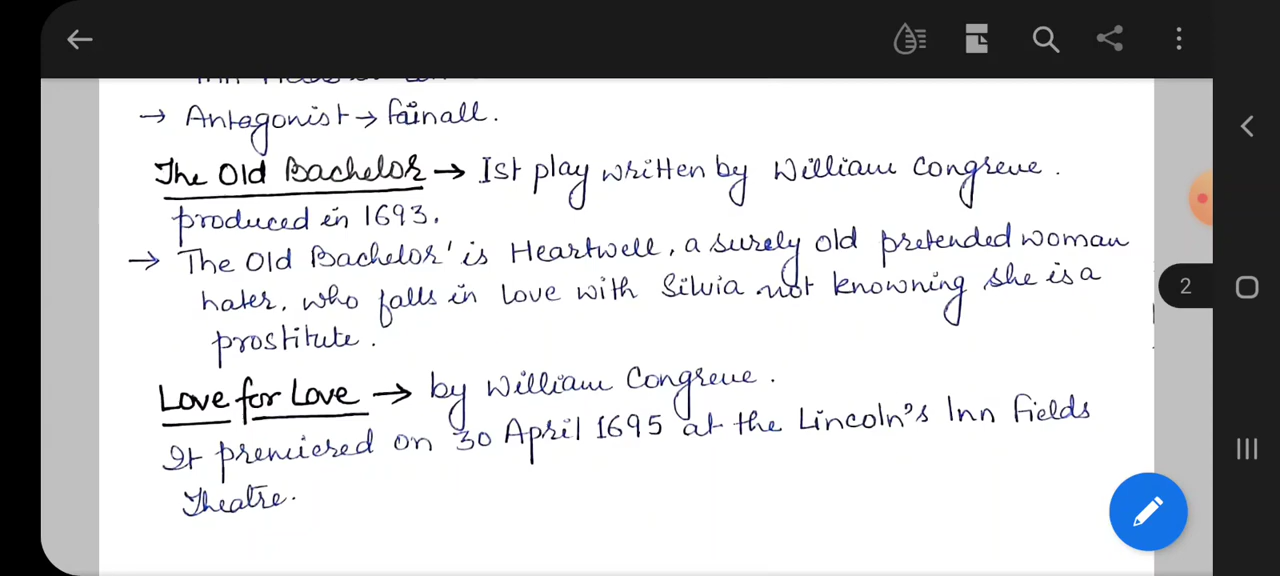 → Antagonist → fainall.
The Old Bachelor → Ist play written by William Congreve.
produced in 1693.
→ The Old Bachelor' is Heartwell, a surely old pretended woman
hater, who falls in love with Silvia not knowning she is a
prostitute.
Love for Love → by William Congreve.
It premiered on 30 April 1695 at the Lincoln's Inn Fields
Theatre.
2